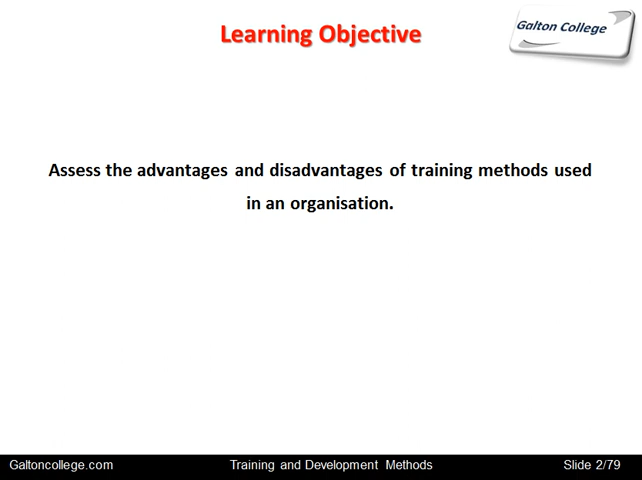 Learning Objective
Galton College
Assess the advantages and disadvantages of training methods used
in an organisation.
Galtoncollege.com Training and Development Methods Slide 2/79